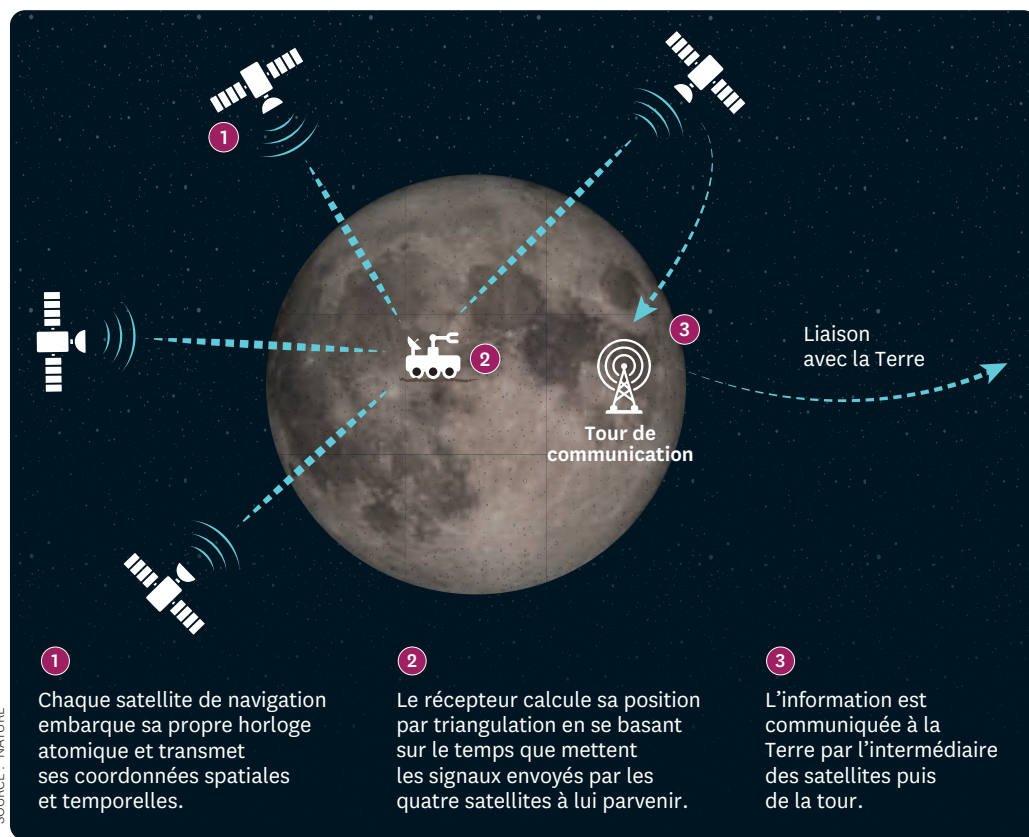 1
2
3
Liaison
avec la Terre
Tour de
communication
1
Chaque satellite de navigation
embarque sa propre horloge
atomique et transmet
ses coordonnées spatiales
et temporelles.
2
Le récepteur calcule sa position
par triangulation en se basant
sur le temps que mettent
les signaux envoyés par les
quatre satellites à lui parvenir.
3
L’information est
communiquée à la
Terre par l’intermédiaire
des satellites puis
de la tour.
SOURCE : NATURE